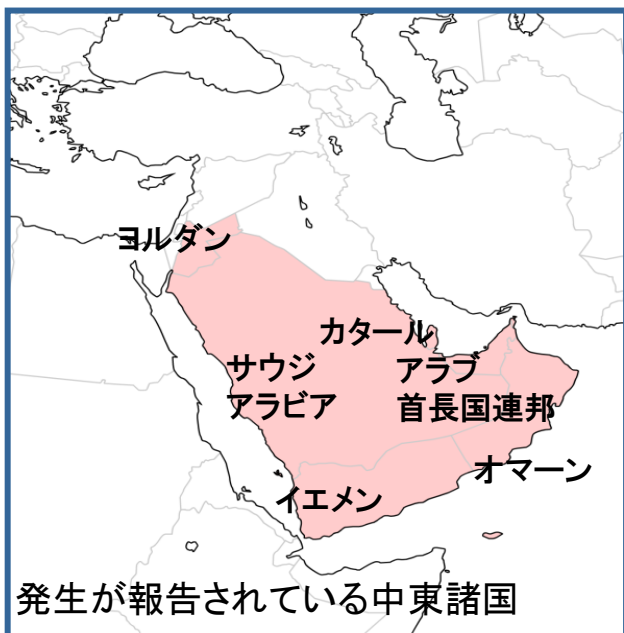 ヨルダン
カタール
サウジ
アラビア
アラブ
首長国連邦
オマーン
イエメン
発生が報告されている中東諸国